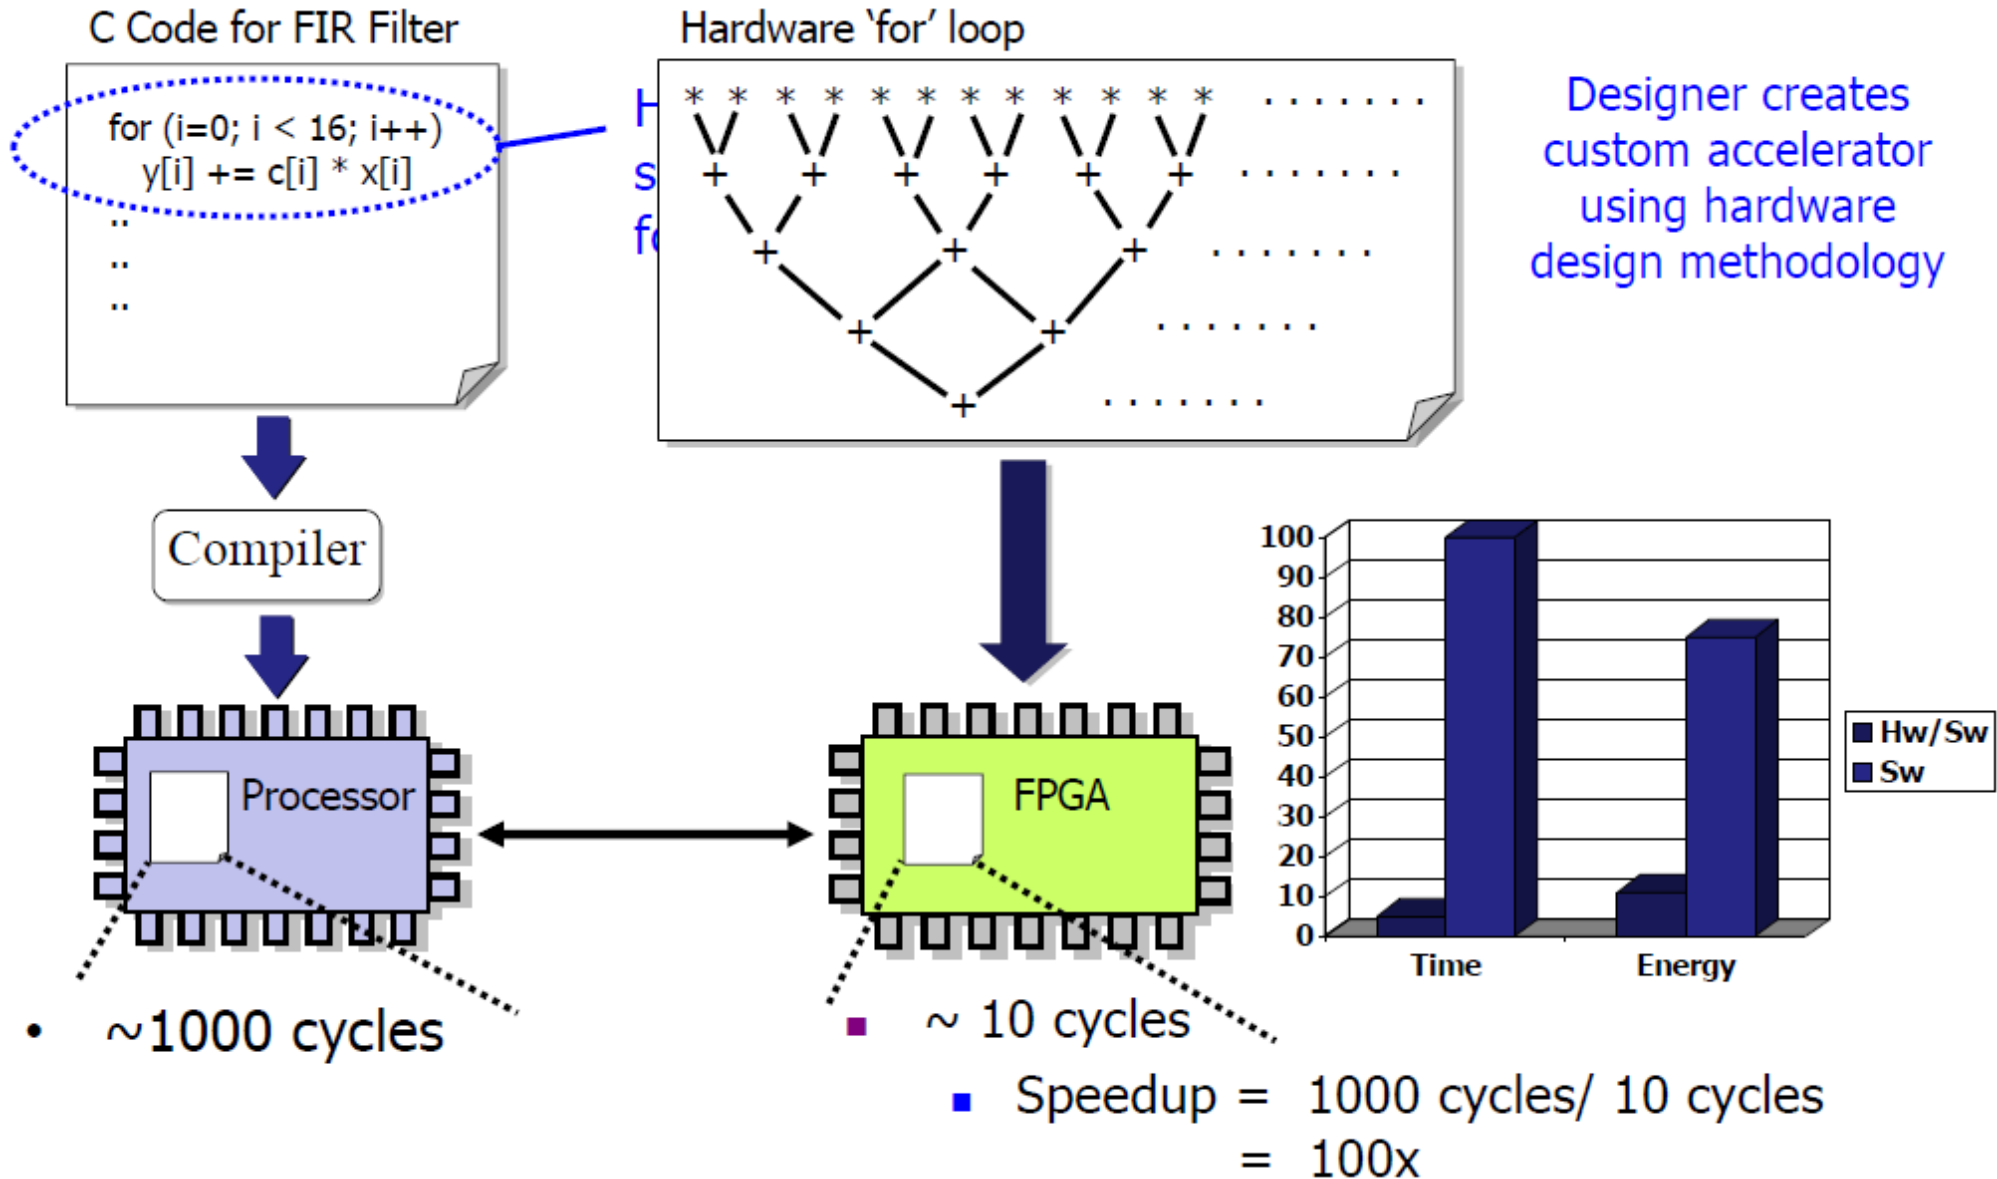 C Code for FIR Filter
for (i=0; i < 16; i++)
y[i] += c[i] * x[i]
..
..
..
Hardware ‘for’ loop
* * * * * * * * * * * * . . . . . . .
+ + + + + + . . . . . . .
+ + + . . . . . . .
+ + . . . . . . .
+ . . . . . . .
Designer creates
custom accelerator
using hardware
design methodology
Compiler
Processor
FPGA
100
90
80
70
60
50
40
30
20
10
0
Time Energy
Hw/Sw
Sw
• ~1000 cycles
▪ ~ 10 cycles
▪ Speedup = 1000 cycles/ 10 cycles
= 100x